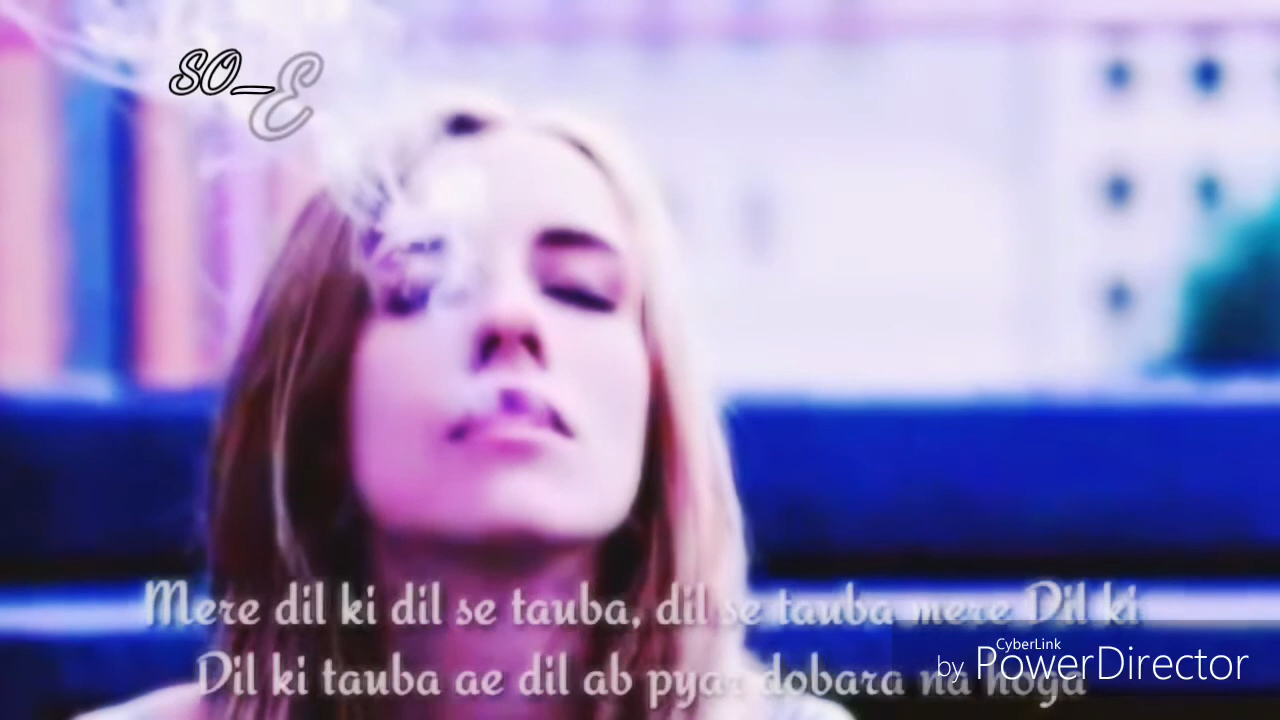 SO_E
Mere dil ki dil se tauba, dil se tauba mere Dil ki
Dil ki tauba ae dil ab pyar dobara na hoga
CyberLink
by PowerDirector